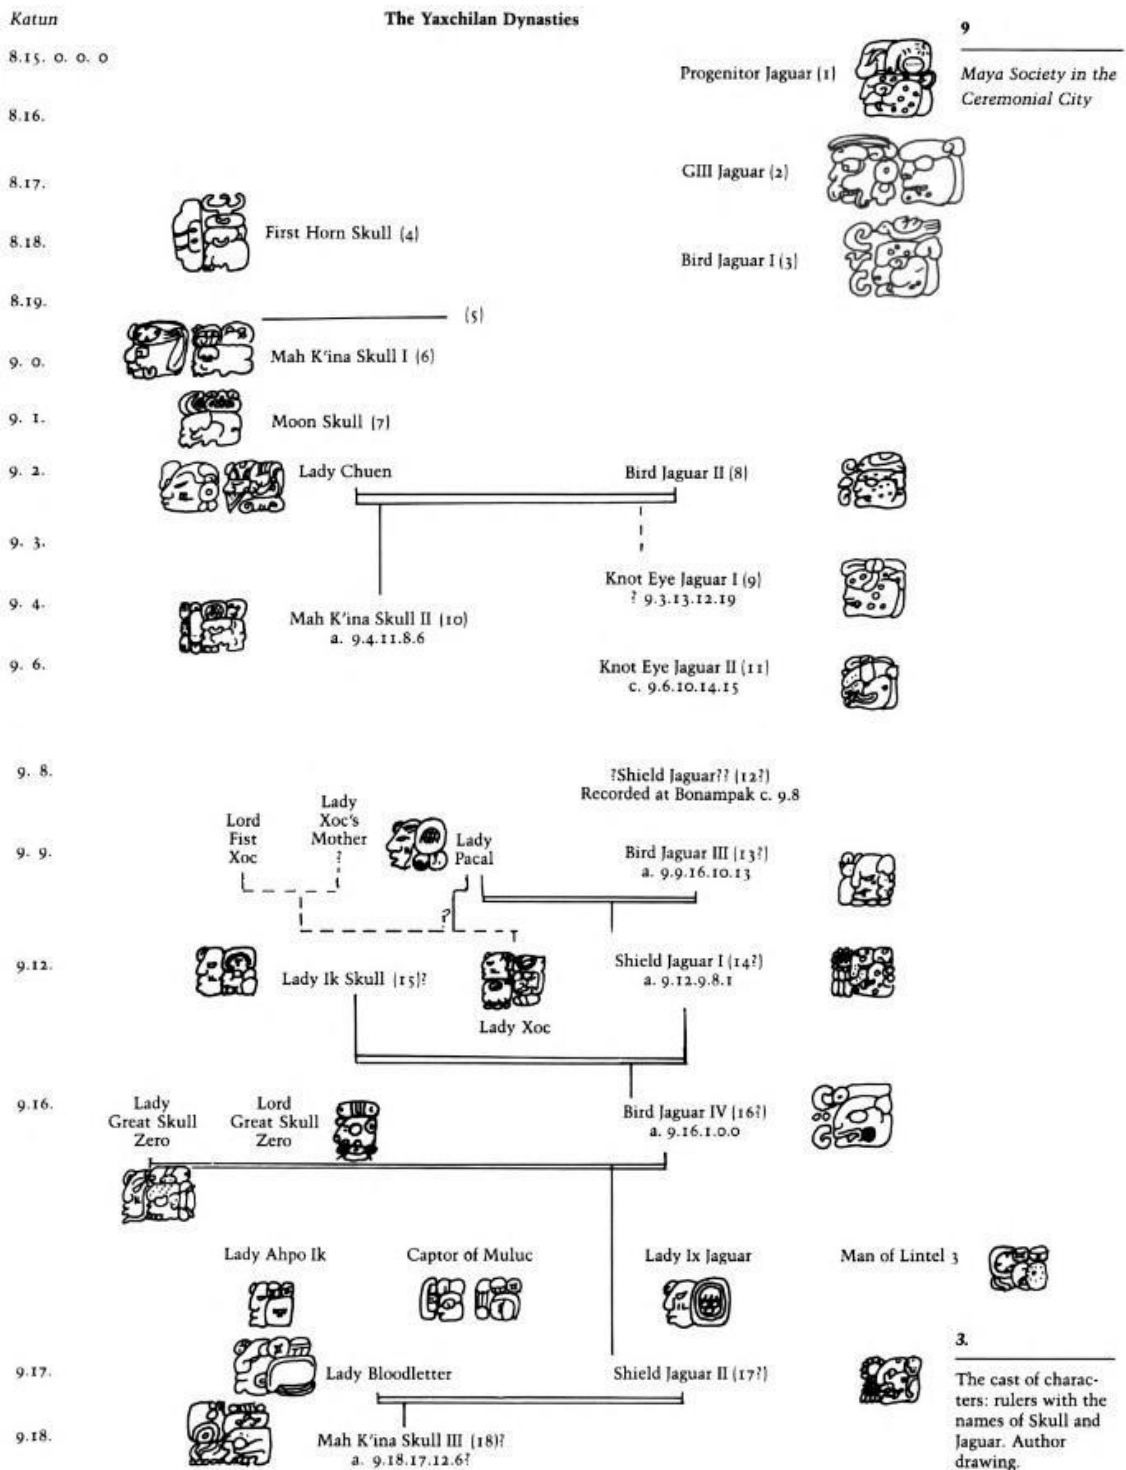 Katun
The Yaxchilan Dynasties
9
Maya Society in the
Ceremonial City
8.15. 0. 0. 0
Progenitor Jaguar (1)
8.16.
GIII Jaguar (2)
8.17.
First Horn Skull (4)
8.18.
Bird Jaguar I (3)
8.19.
(5)
9. 0.
Mah K'ina Skull I (6)
9. 1.
Moon Skull (7)
9. 2.
Lady Chuen
Bird Jaguar II (8)
9. 3.
Knot Eye Jaguar I (9)
? 9.3.13.12.19
9. 4.
Mah K'ina Skull II (10)
a. 9.4.11.8.6
9. 6.
Knot Eye Jaguar II (11)
c. 9.6.10.14.15
9. 8.
?Shield Jaguar?? (12?)
Recorded at Bonampak c. 9.8
Lord
Fist
Xoc
Lady
Xoc's
Mother
?
Lady
Pacal
9. 9.
Bird Jaguar III (13?)
a. 9.9.16.10.13
?
9.12.
Lady Ik Skull (15)?
Lady Xoc
Shield Jaguar I (14?)
a. 9.12.9.8.1
9.16.
Lady
Great Skull
Zero
Lord
Great Skull
Zero
Bird Jaguar IV (16?)
a. 9.16.1.0.0
Lady Ahpo Ik
Captor of Muluc
Lady Ix Jaguar
Man of Lintel 3
9.17.
Lady Bloodletter
Shield Jaguar II (17?)
9.18.
Mah K'ina Skull III (18)?
a. 9.18.17.12.6?
3.
The cast of charac-
ters: rulers with the
names of Skull and
Jaguar. Author
drawing.